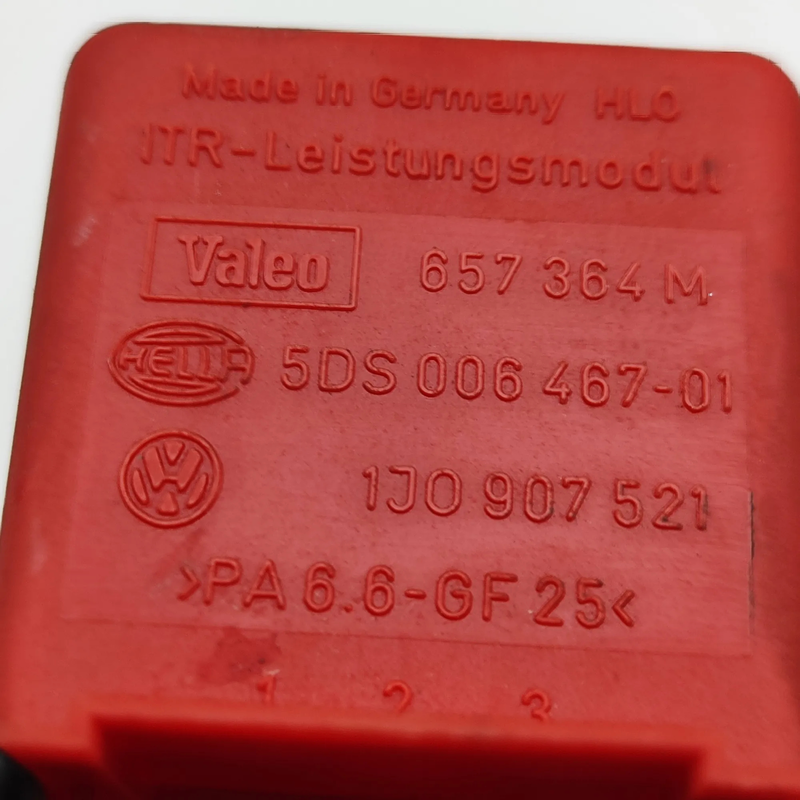 Made in Germany HLO
ITR-Leistungsmodul
Valeo 657 364 M
HELLA 5DS 006 467-01
VW 1J0 907 521
>PA 6.6-GF 25<
1 2 3